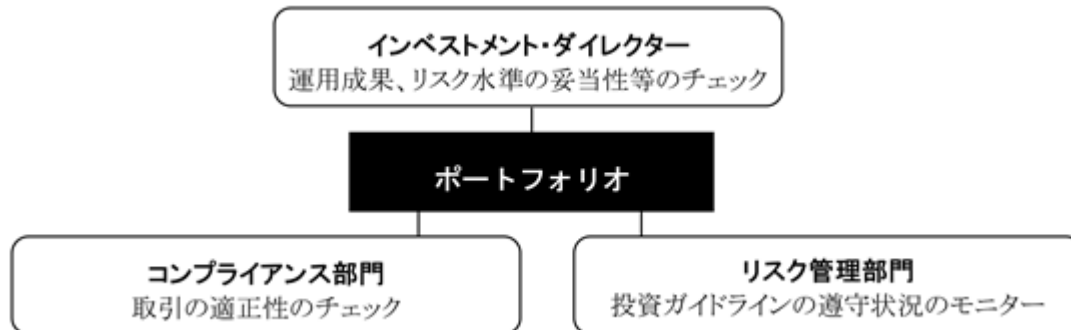 インベストメント・ダイレクター
運用成果、リスク水準の妥当性等のチェック
ポートフォリオ
コンプライアンス部門
取引の適正性のチェック
リスク管理部門
投資ガイドラインの遵守状況のモニター